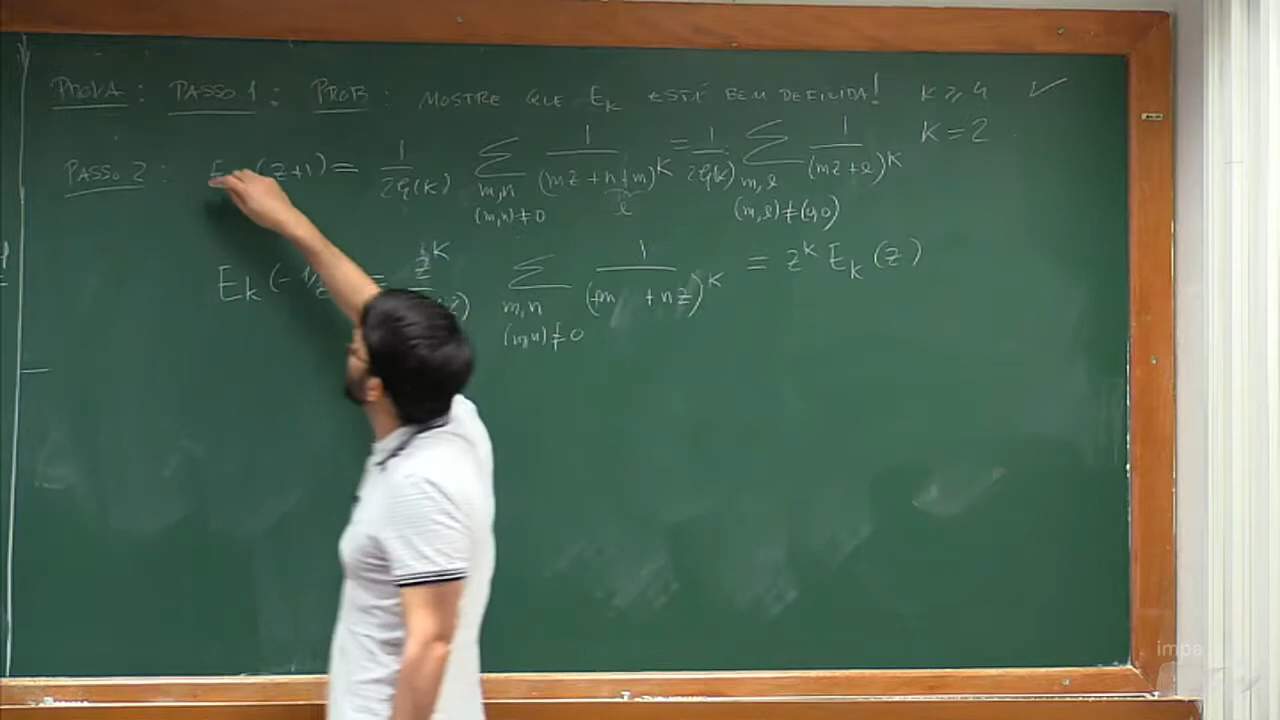 PROVA: PASSO 1: PROB: MOSTRE QUE E_k ESTÁ BEM DEFINIDA! k ≥ 4 ✓
k = 2
PASSO 2: (z+1) = 1/2ζ(k) Σ_{m,n (m,n)≠0} 1/(mz+n+m)^k = 1/2ζ(k) Σ_{m,l (m,l)≠(0,0)} 1/(mz+l)^k
l
E_k(-1/ = z^k Σ_{m,n (m,n)≠0} 1/(-m + nz)^k = z^k E_k(z)
impa